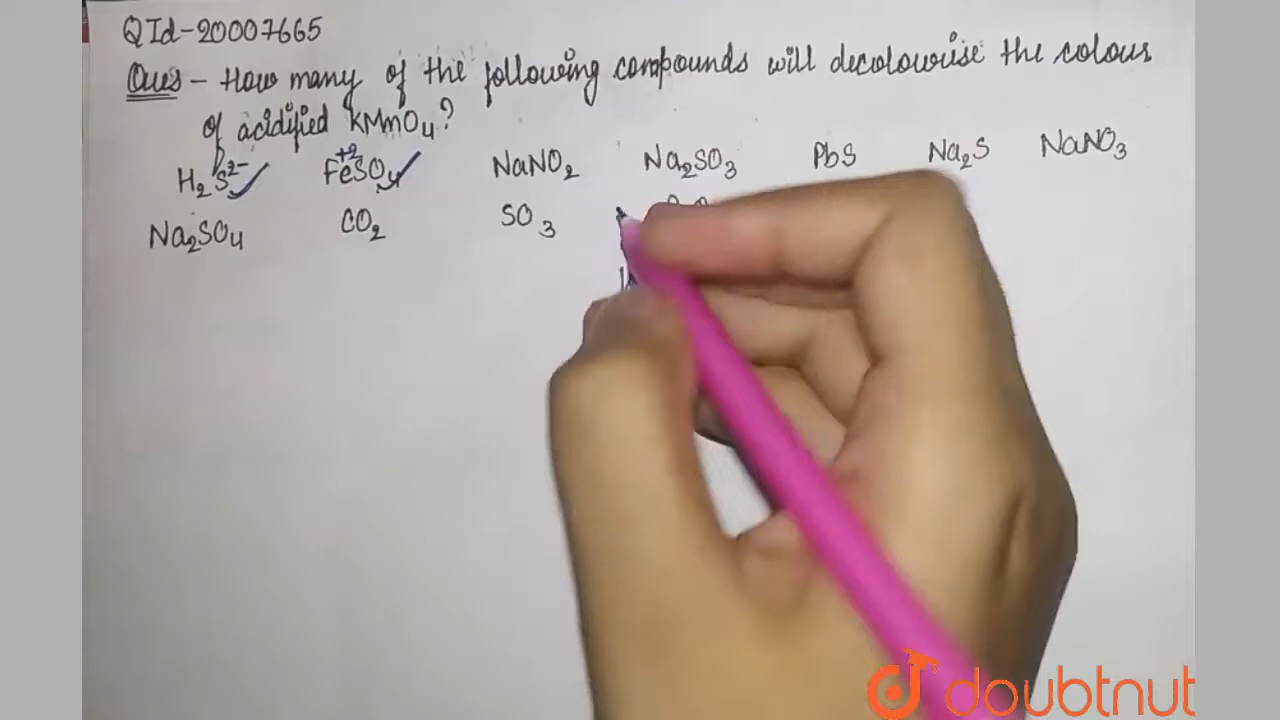 QId-20007665
Ques - How many of the following compounds will decolourise the colour
of acidified KMnO4?
H2S2- FeSO4 +2 NaNO2 Na2SO3 PbS Na2S NaNO3
Na2SO4 CO2 SO3
doubtnut